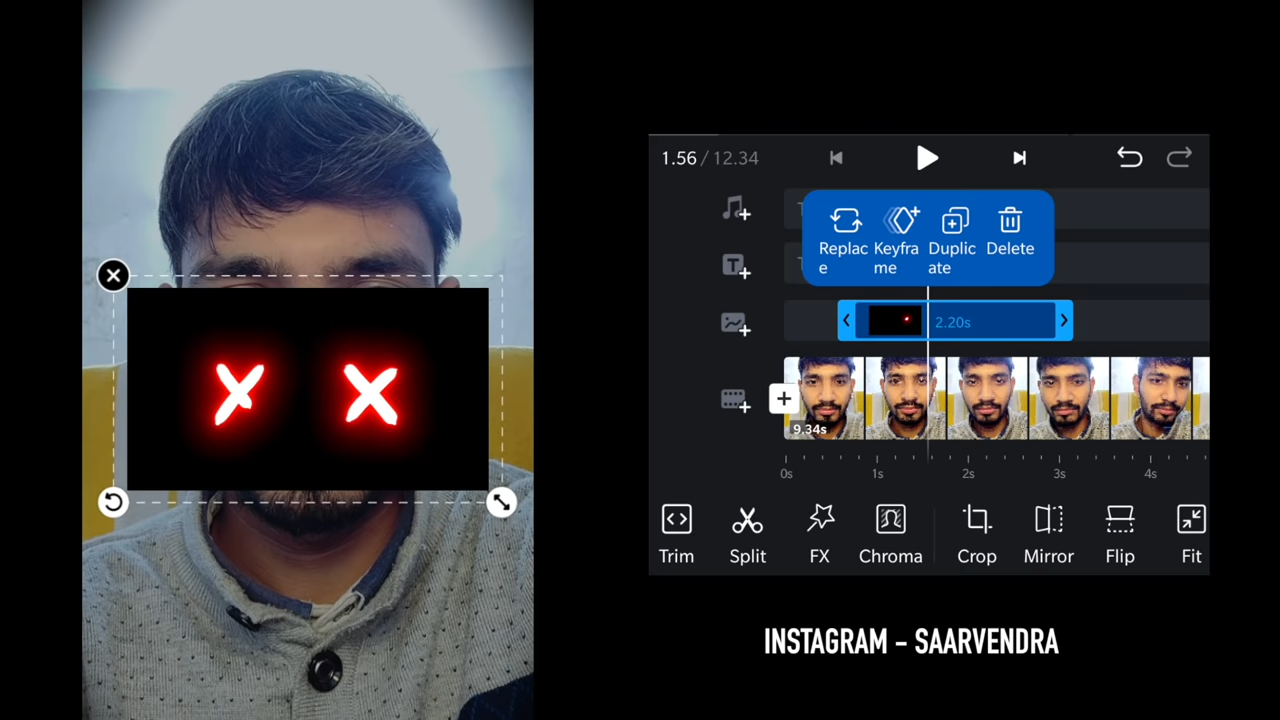 1.56 / 12.34
Replac
e
Keyfra
me
Duplic
ate
Delete
2.20s
9.34s
0s 1s 2s 3s 4s
Trim Split FX Chroma Crop Mirror Flip Fit
INSTAGRAM - SAARVENDRA